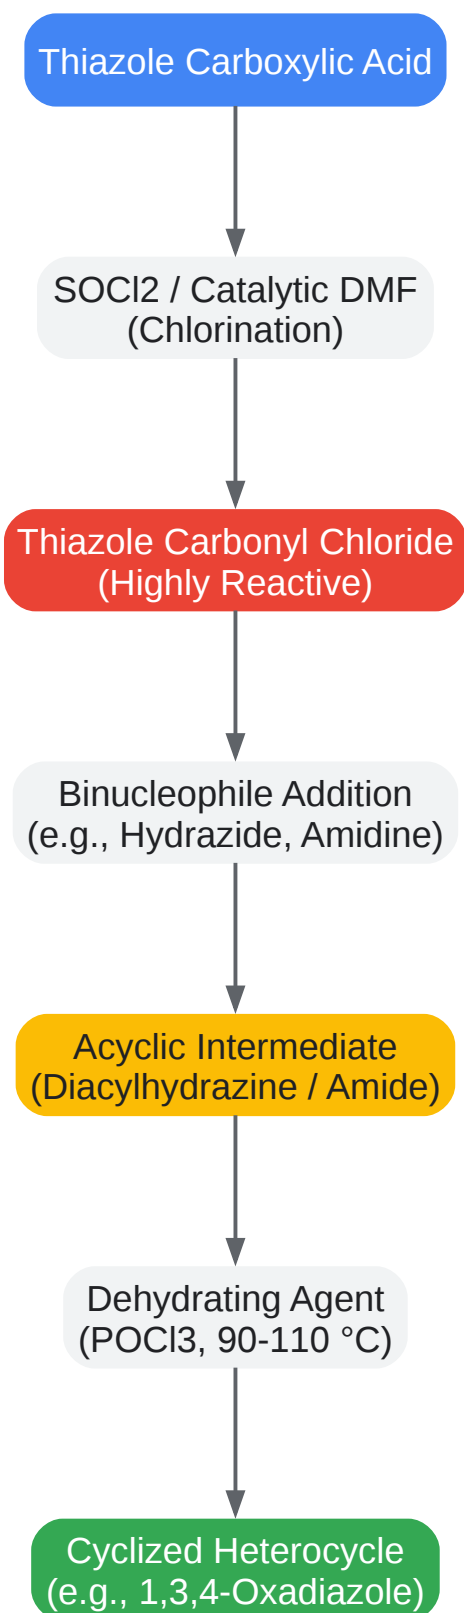 Thiazole Carboxylic Acid
SOCl2 / Catalytic DMF
(Chlorination)
Thiazole Carbonyl Chloride
(Highly Reactive)
Binucleophile Addition
(e.g., Hydrazide, Amidine)
Acyclic Intermediate
(Diacylhydrazine / Amide)
Dehydrating Agent
(POCl3, 90-110 °C)
Cyclized Heterocycle
(e.g., 1,3,4-Oxadiazole)